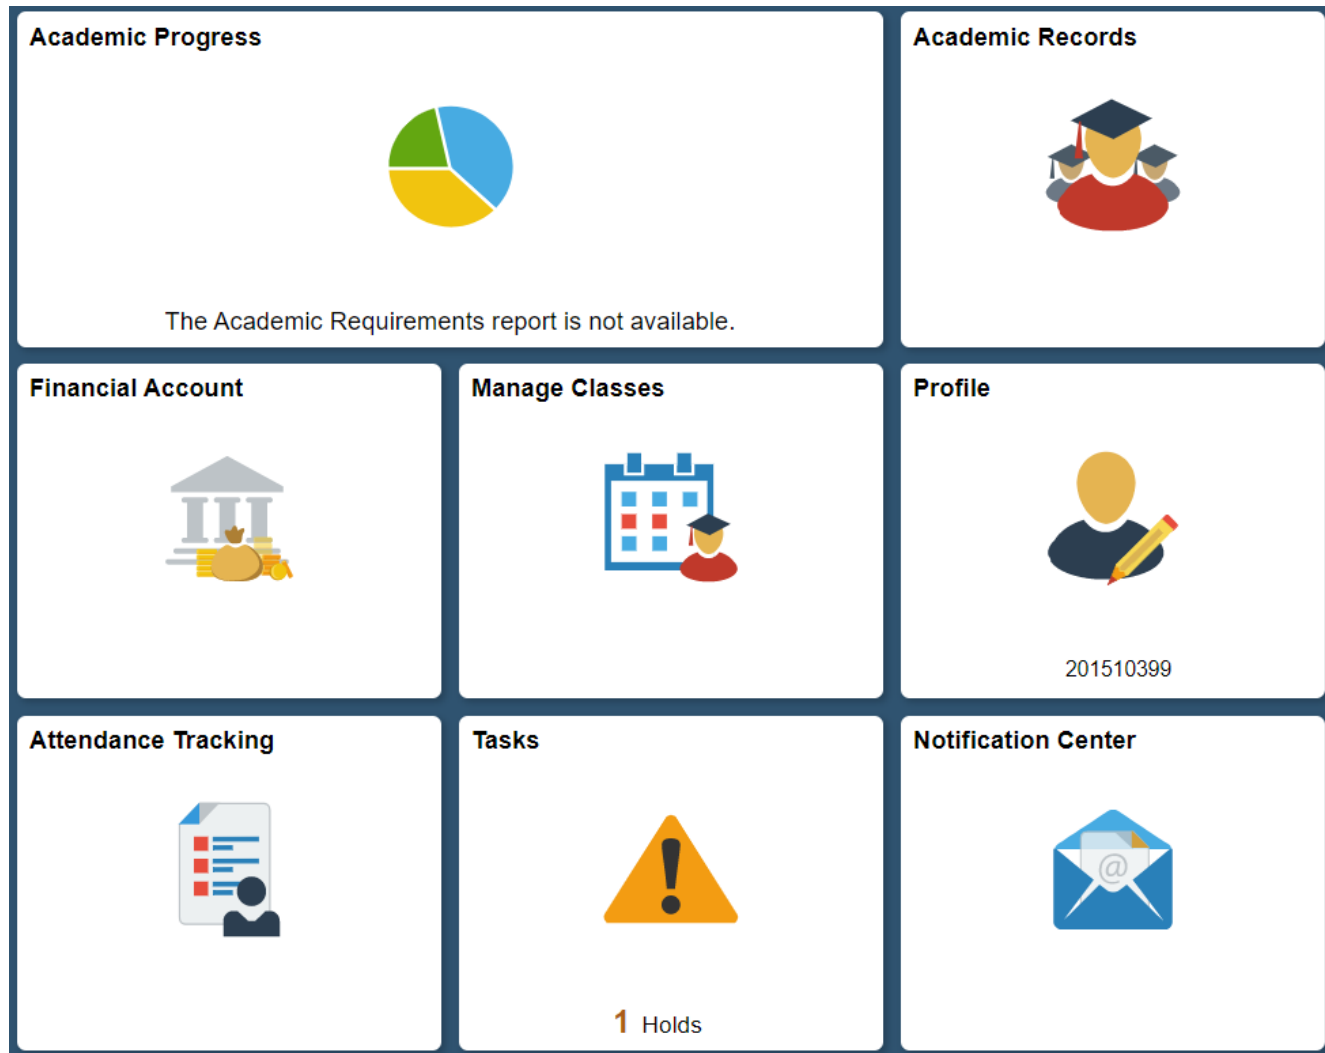 Academic Progress
The Academic Requirements report is not available.
Academic Records
Financial Account
Manage Classes
Profile
201510399
Attendance Tracking
Tasks
1 Holds
Notification Center
@